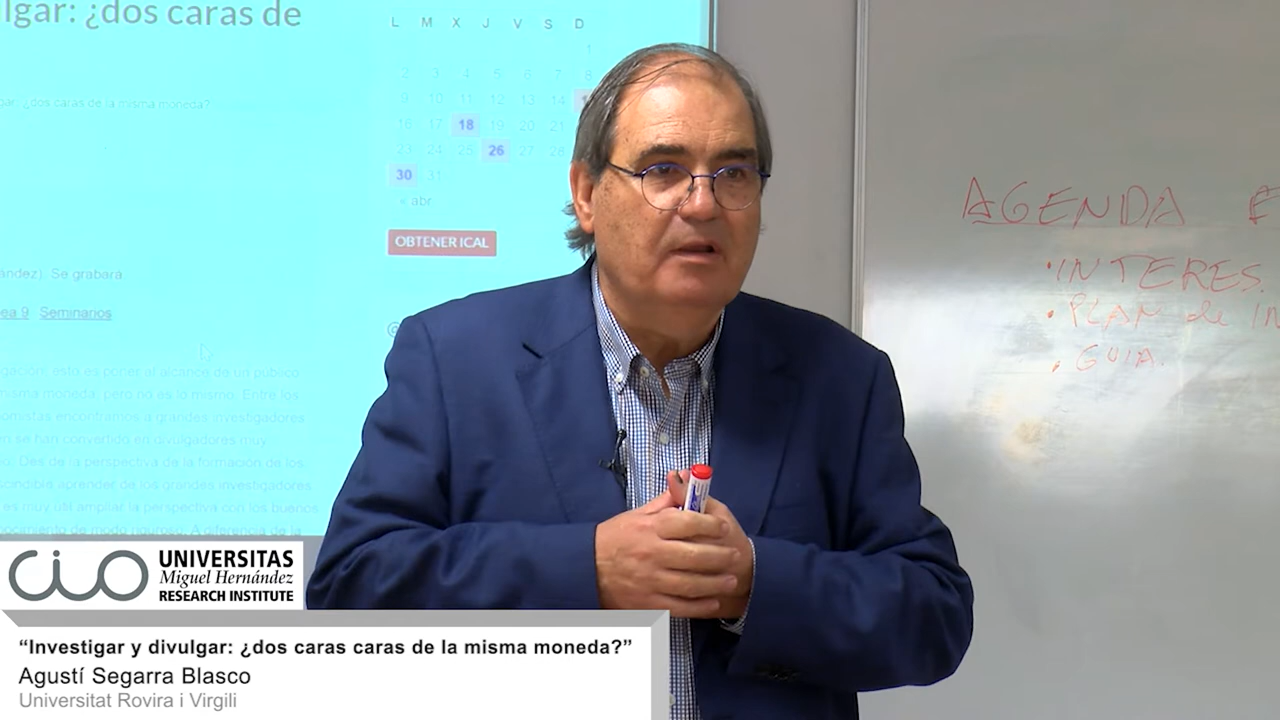 lgar: ¿dos caras de
L M X J V S D
1
2 3 4 5 6 7 8
9 10 11 12 13 14
16 17 18 19 20 21
23 24 25 26 27 28
30 31
« abr
OBTENER ICAL
gar: ¿dos caras de la misma moneda?
ández). Se grabará
ea 9 Seminarios
gación; esto es poner al alcance de un público
misma moneda, pero no es lo mismo. Entre los
omistas encontramos a grandes investigadores
én se han convertido en divulgadores muy
o. Des de la perspectiva de la formación de los
scindible aprender de los grandes investigadores
es muy útil ampliar la perspectiva con los buenos
nocimiento de modo riguroso. A diferencia de la
AGENDA
• INTERES.
• PLAN de IN
• GUIA.
CIO
UNIVERSITAS
Miguel Hernández
RESEARCH INSTITUTE
“Investigar y divulgar: ¿dos caras caras de la misma moneda?”
Agustí Segarra Blasco
Universitat Rovira i Virgili